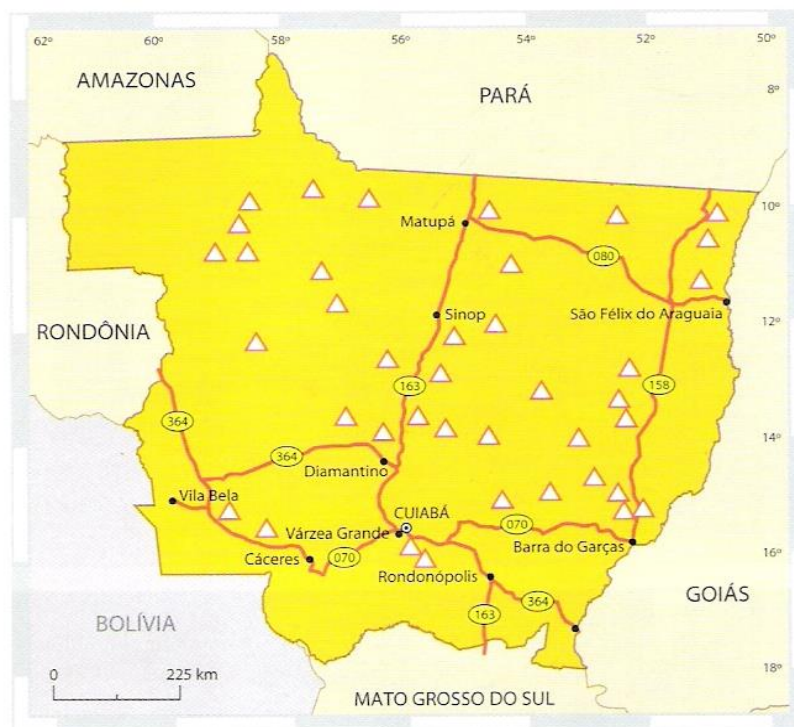 62º 60º 58º 56º 54º 52º 50º
AMAZONAS
PARÁ
8º
10º
Matupá
080
RONDÔNIA
Sinop
São Félix do Araguaia
12º
163
158
364
14º
364
Diamantino
Vila Bela
CUIABÁ
Várzea Grande
070
Barra do Garças
Cáceres
070
16º
Rondonópolis
364
GOIÁS
163
BOLÍVIA
0 225 km
18º
MATO GROSSO DO SUL